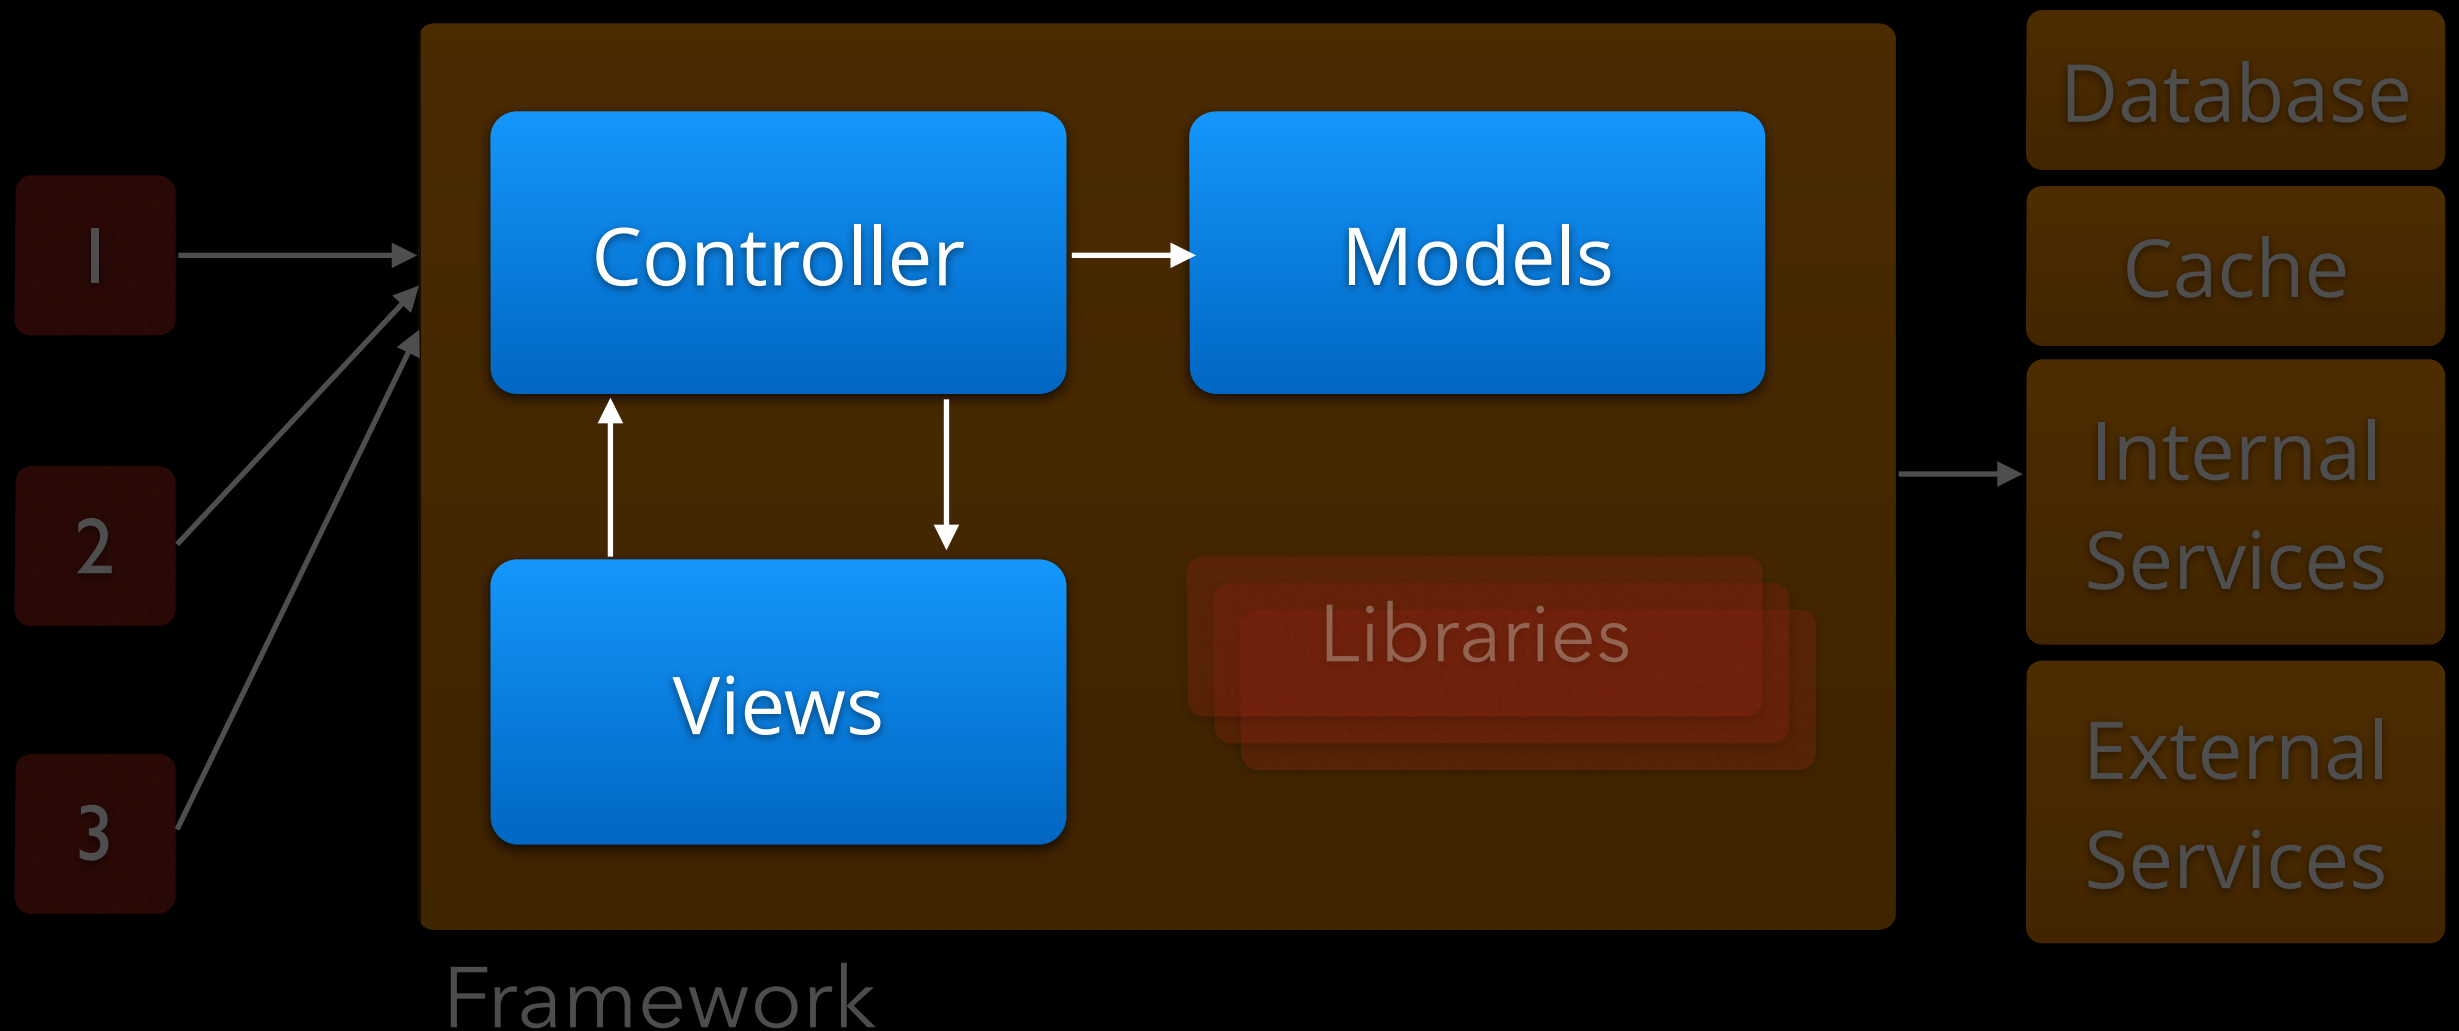 1
2
3
Controller
Models
Views
Libraries
Framework
Database
Cache
Internal
Services
External
Services